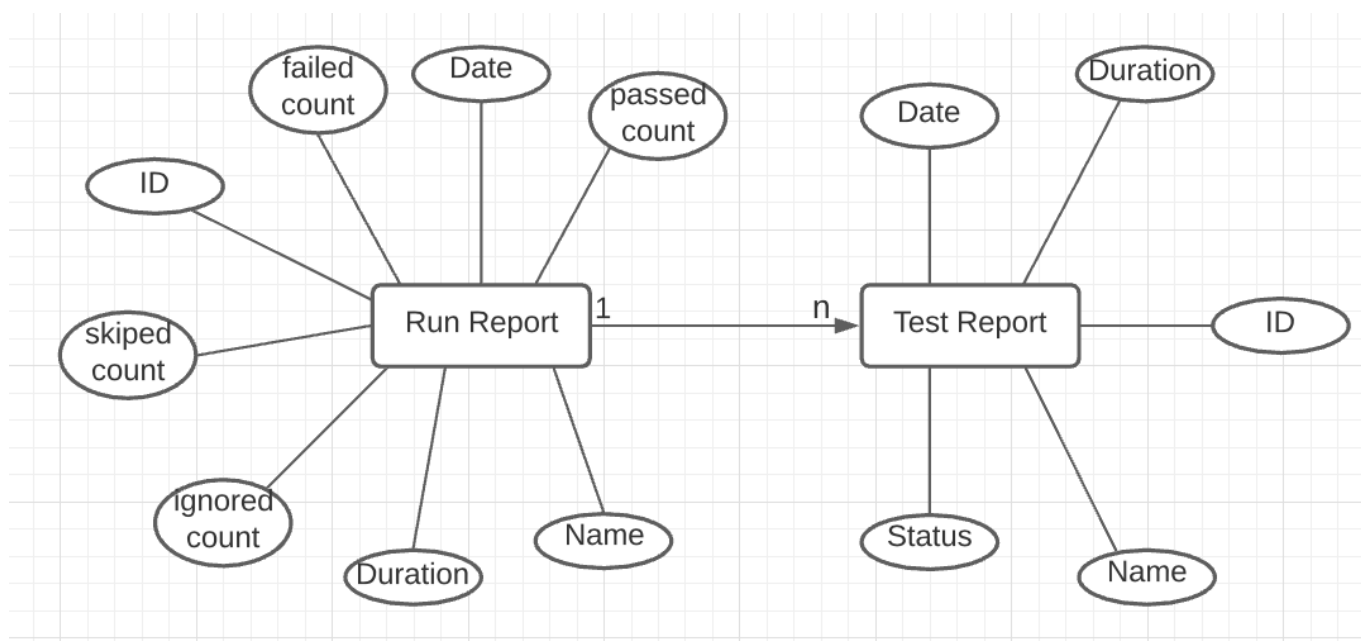 failed
count
Date
passed
count
Duration
Date
ID
Run Report
1
n
Test Report
ID
skiped
count
ignored
count
Duration
Name
Status
Name